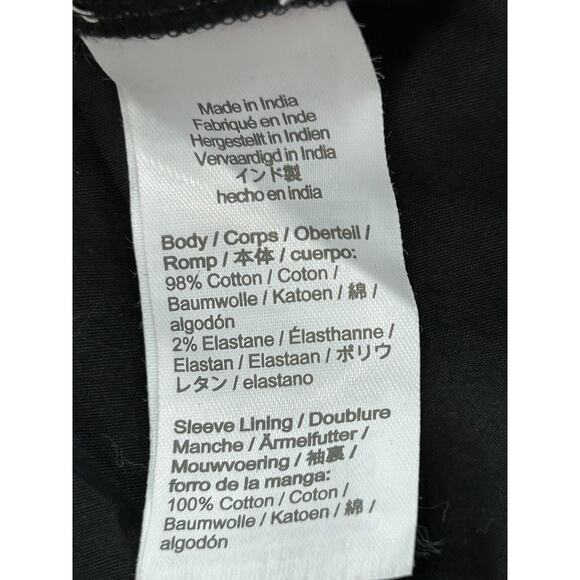 Made in India
Fabriqué en Inde
Hergestellt in Indien
Vervaardigd in India
インド製
hecho en india
Body / Corps / Oberteil /
Romp / 本体 / cuerpo:
98% Cotton / Coton /
Baumwolle / Katoen / 綿 /
algodón
2% Elastane / Élasthanne /
Elastan / Elastaan / ポリウ
レタン / elastano
Sleeve Lining / Doublure
Manche / Ärmelfutter /
Mouwvoering / 袖裏 /
forro de la manga:
100% Cotton / Coton /
Baumwolle / Katoen / 綿 /
algodón